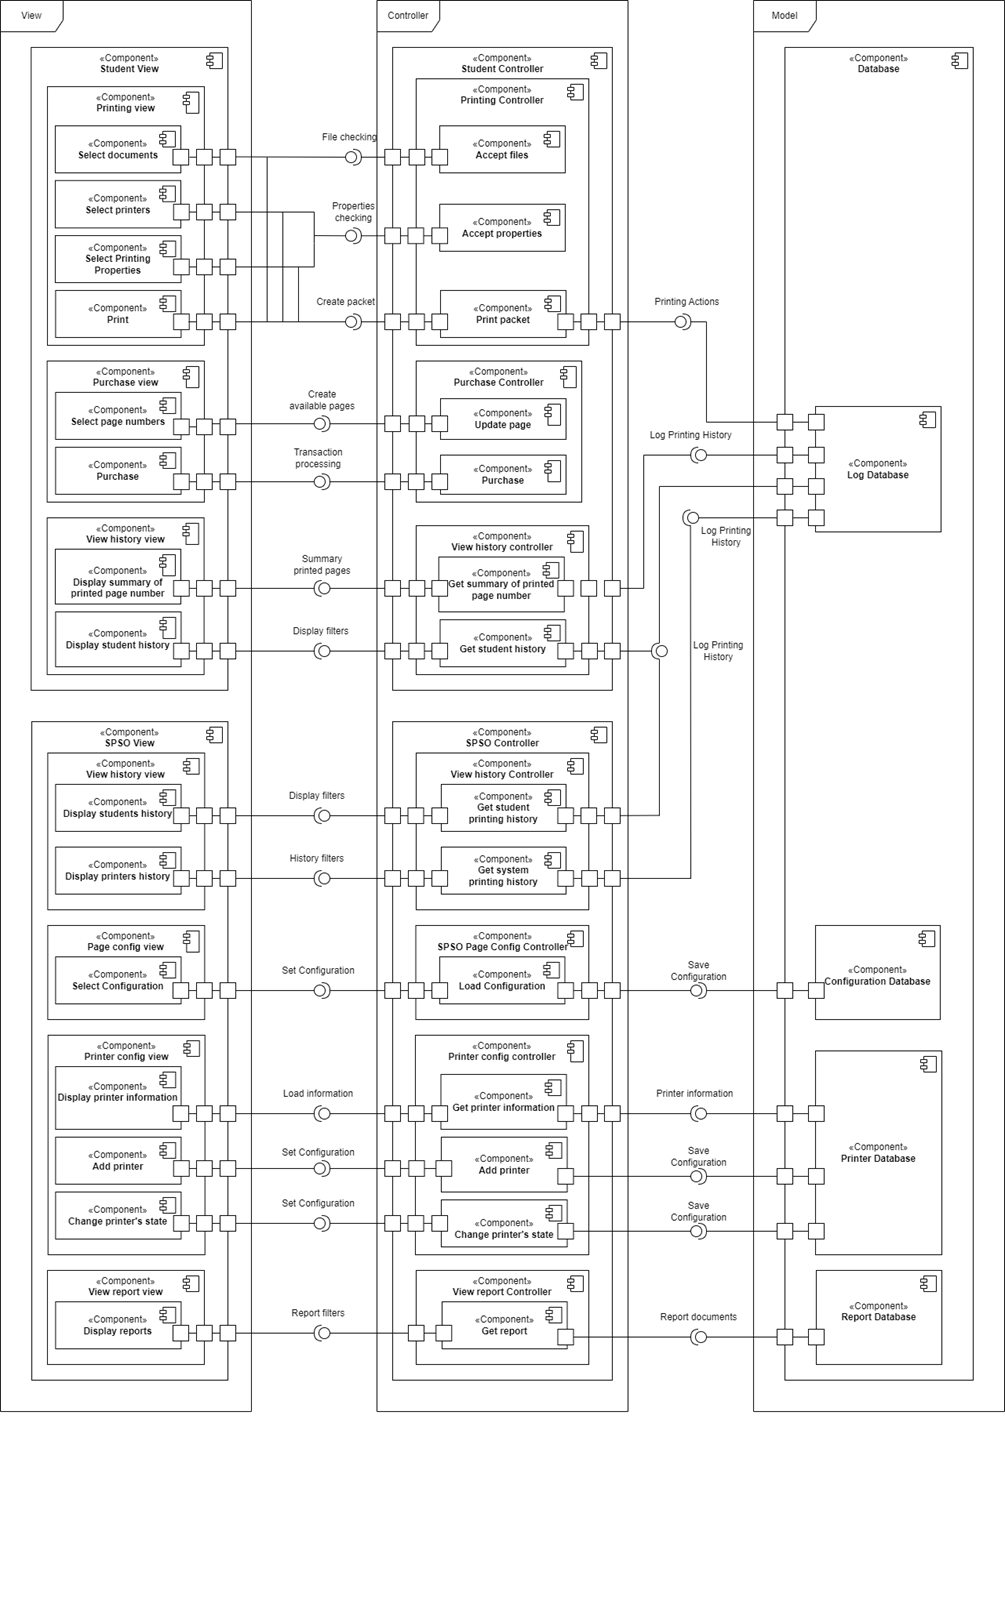 View
Controller
Model
«Component»
Student View
«Component»
Printing view
«Component»
Select documents
«Component»
Select printers
«Component»
Select Printing
Properties
«Component»
Print
«Component»
Purchase view
«Component»
Select page numbers
«Component»
Purchase
«Component»
View history view
«Component»
Display summary of
printed page number
«Component»
Display student history
«Component»
SPSO View
«Component»
View history view
«Component»
Display students history
«Component»
Display printers history
«Component»
Page config view
«Component»
Select Configuration
«Component»
Printer config view
«Component»
Display printer information
«Component»
Add printer
«Component»
Change printer's state
«Component»
View report view
«Component»
Display reports
File checking
Properties
checking
Create packet
Create
available pages
Transaction
processing
Summary
printed pages
Display filters
Display filters
History filters
Set Configuration
Load information
Set Configuration
Set Configuration
Report filters
«Component»
Student Controller
«Component»
Printing Controller
«Component»
Accept files
«Component»
Accept properties
«Component»
Print packet
«Component»
Purchase Controller
«Component»
Update page
«Component»
Purchase
«Component»
View history controller
«Component»
Get summary of printed
page number
«Component»
Get student history
«Component»
SPSO Controller
«Component»
View history Controller
«Component»
Get student
printing history
«Component»
Get system
printing history
«Component»
SPSO Page Config Controller
«Component»
Load Configuration
«Component»
Printer config controller
«Component»
Get printer information
«Component»
Add printer
«Component»
Change printer's state
«Component»
View report Controller
«Component»
Get report
Printing Actions
Log Printing History
Log Printing
History
Log Printing
History
Save
Configuration
Printer information
Save
Configuration
Save
Configuration
Report documents
«Component»
Database
«Component»
Log Database
«Component»
Configuration Database
«Component»
Printer Database
«Component»
Report Database